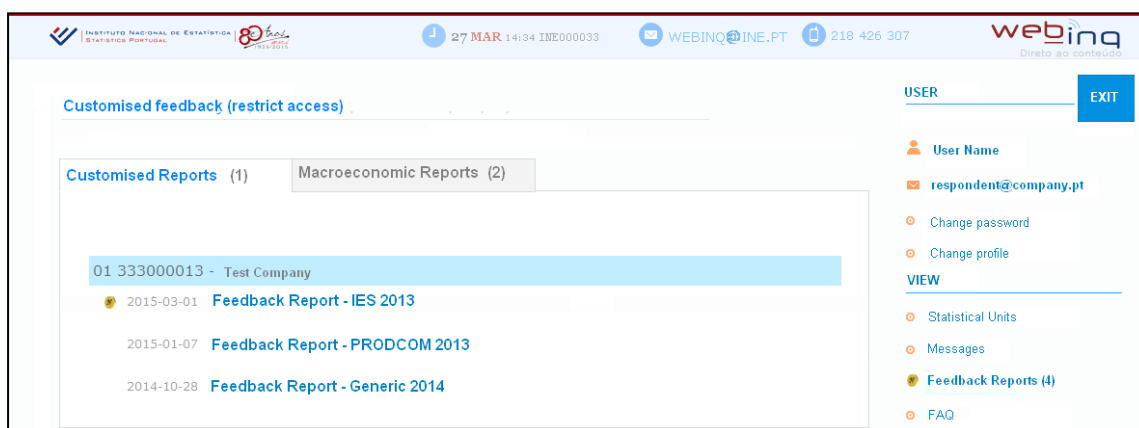 INSTITUTO NACIONAL DE ESTATÍSTICA
STATISTICS PORTUGAL
80 anos
1935-2015
27 MAR 14:34 INE000033
WEBINQ@INE.PT
218 426 307
webinq
Direto ao conteúdo
Customised feedback (restrict access)
Customised Reports (1)
Macroeconomic Reports (2)
01 333000013 - Test Company
2015-03-01 Feedback Report - IES 2013
2015-01-07 Feedback Report - PRODCOM 2013
2014-10-28 Feedback Report - Generic 2014
USER
EXIT
User Name
respondent@company.pt
Change password
Change profile
VIEW
Statistical Units
Messages
Feedback Reports (4)
FAQ